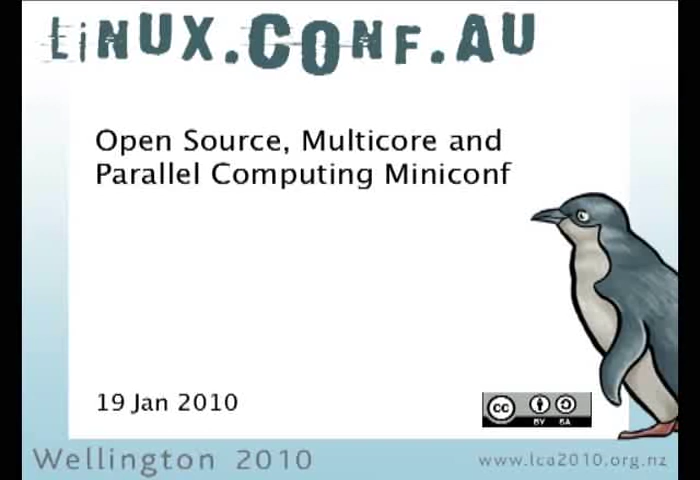 LiNUX.CONF.AU
Open Source, Multicore and
Parallel Computing Miniconf
19 Jan 2010
cc
BY SA
Wellington 2010
www.lca2010.org.nz